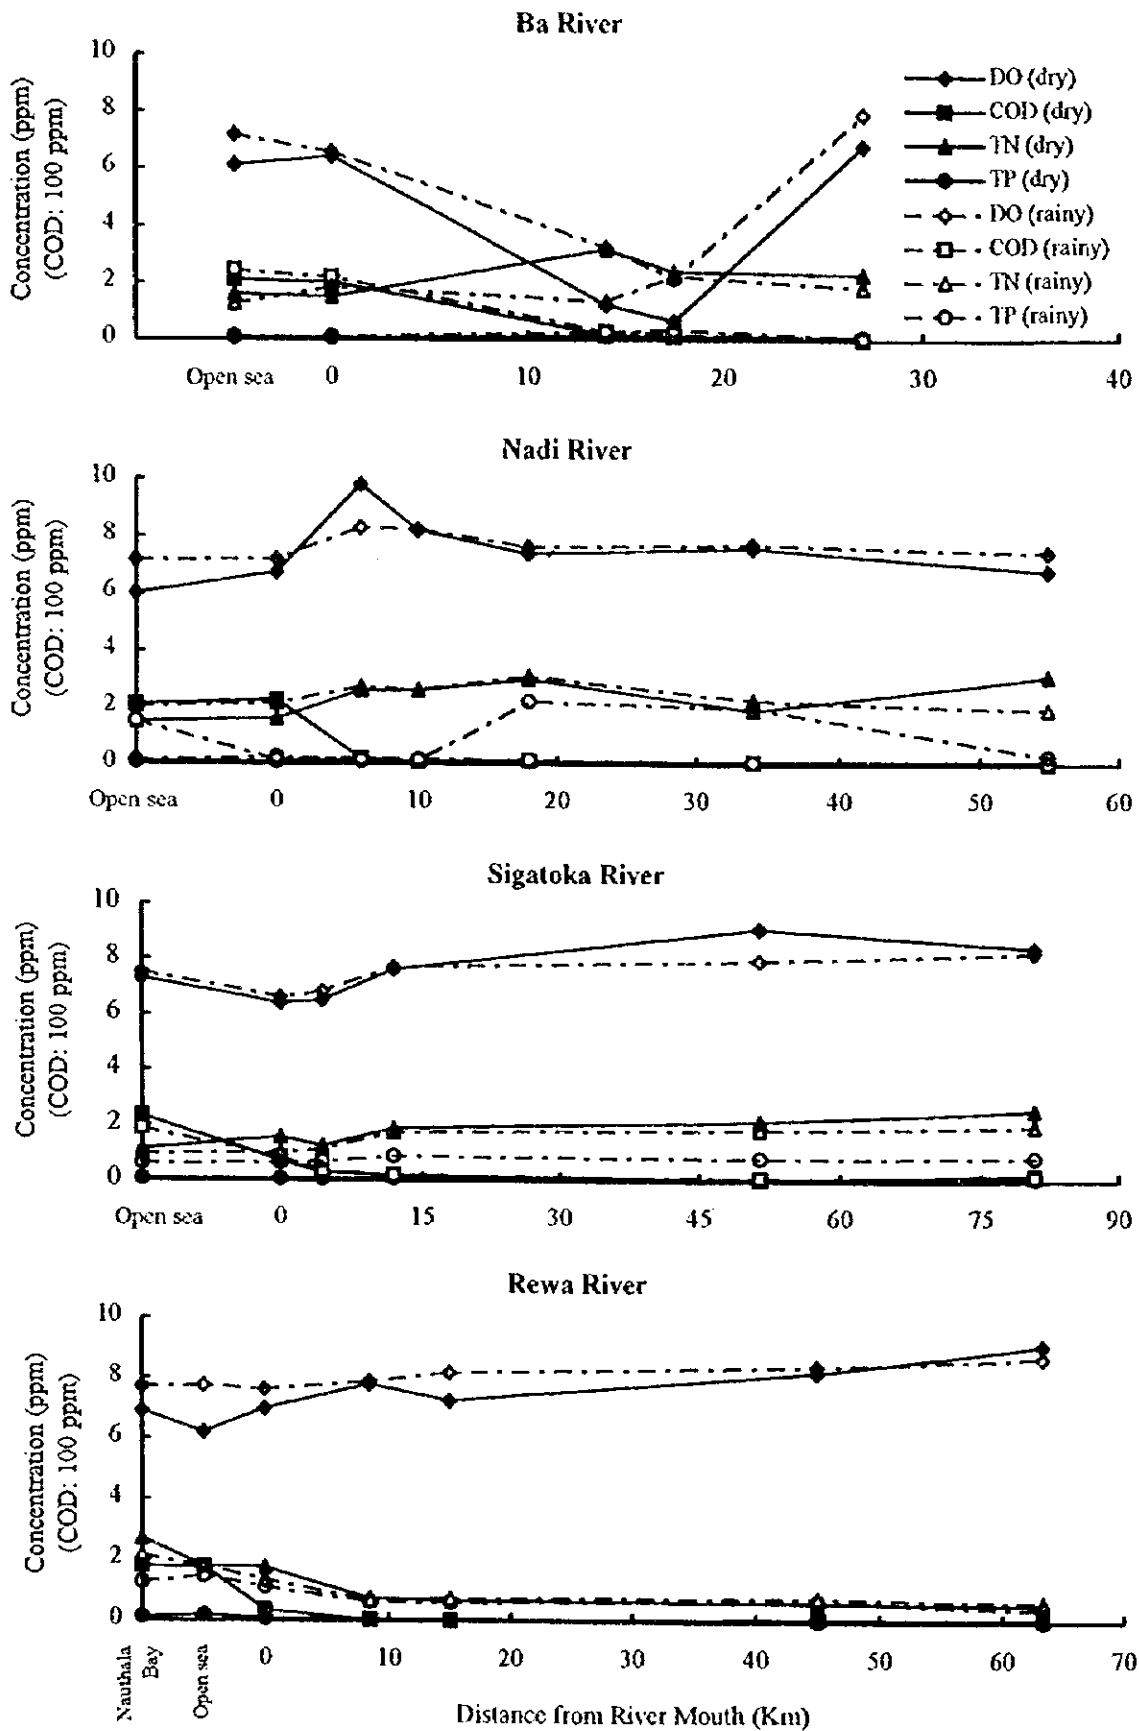 Ba River
Concentration (ppm)
(COD: 100 ppm)
10
8
6
4
2
0
DO (dry)
COD (dry)
TN (dry)
TP (dry)
DO (rainy)
COD (rainy)
TN (rainy)
TP (rainy)
Open sea 0 10 20 30 40
Nadi River
Concentration (ppm)
(COD: 100 ppm)
10
8
6
4
2
0
Open sea 0 10 20 30 40 50 60
Sigatoka River
Concentration (ppm)
(COD: 100 ppm)
10
8
6
4
2
0
Open sea 0 15 30 45 60 75 90
Rewa River
Concentration (ppm)
(COD: 100 ppm)
10
8
6
4
2
0
Nauthala
Bay
Open sea
0 10 20 30 40 50 60 70
Distance from River Mouth (Km)